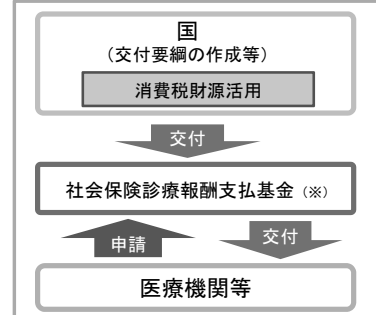 国
（交付要綱の作成等）
消費税財源活用
交付
社会保険診療報酬支払基金（※）
申請
交付
医療機関等